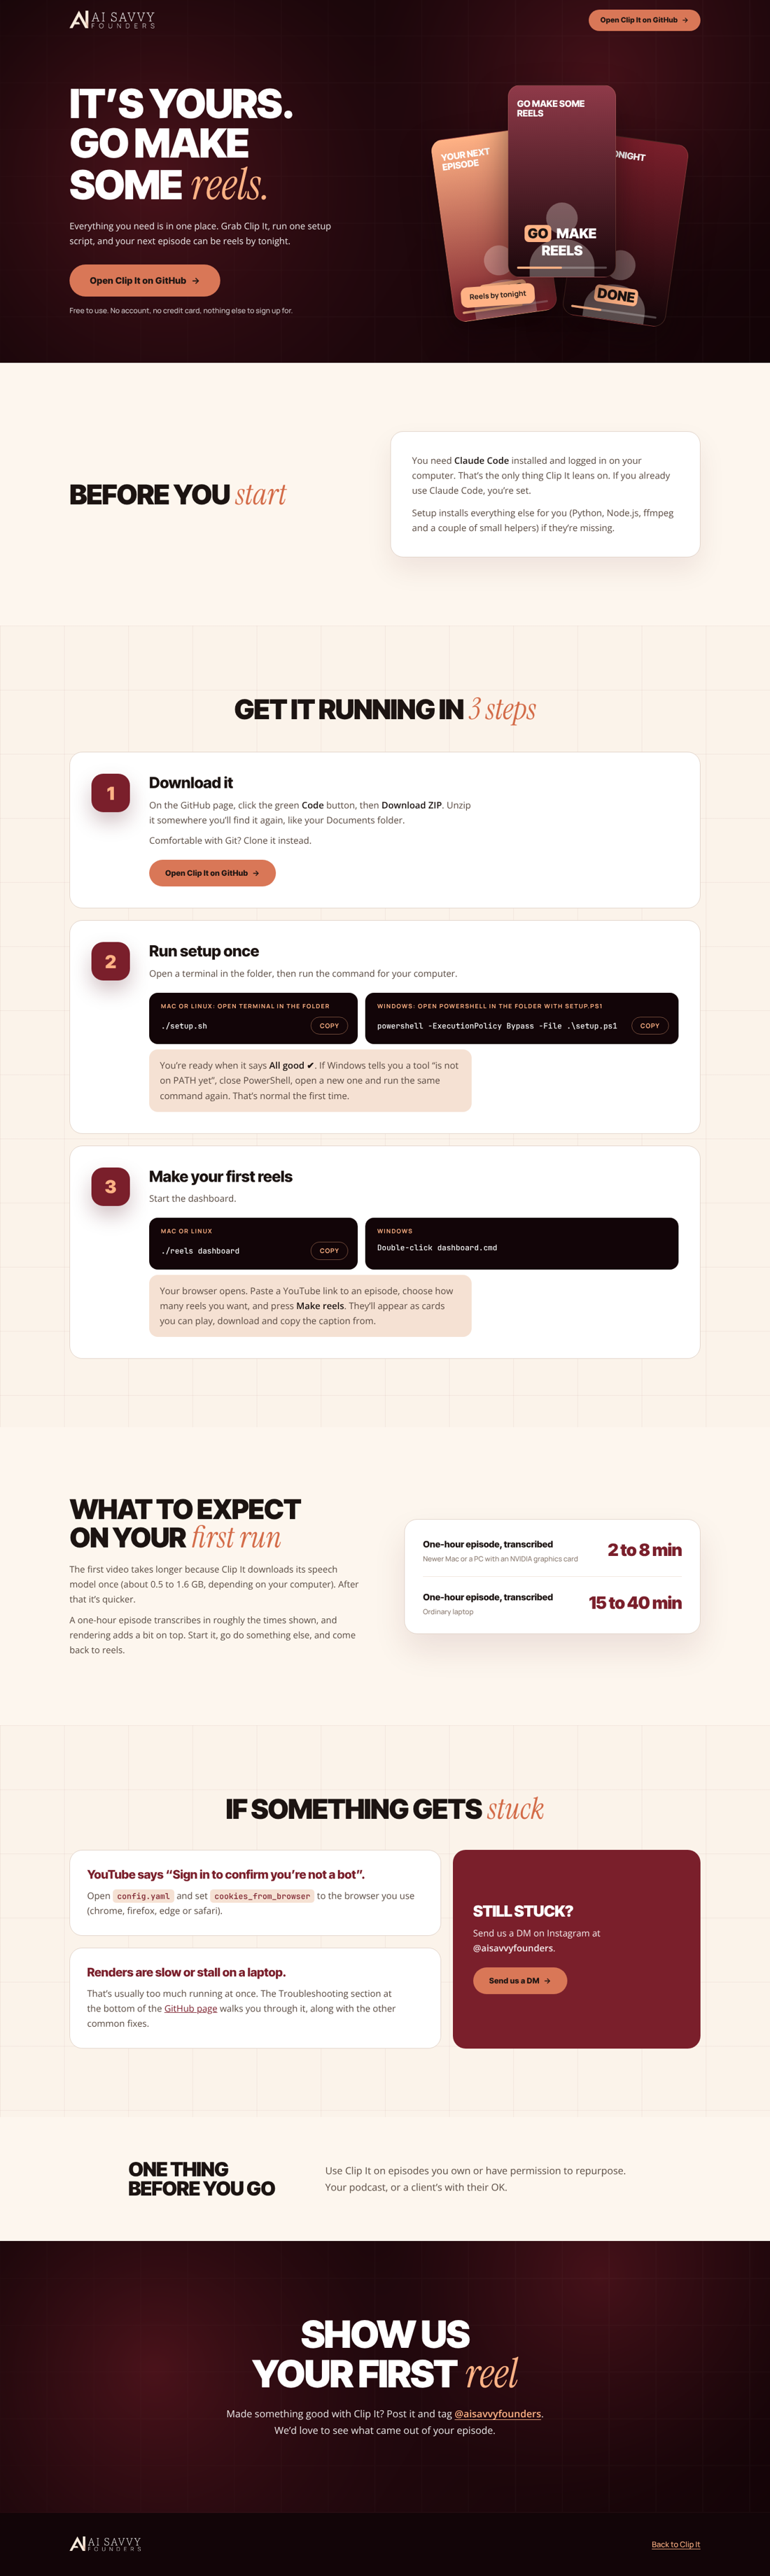 AI SAVVY
FOUNDERS
Open Clip It on GitHub →
IT’S YOURS.
GO MAKE
SOME reels.
Everything you need is in one place. Grab Clip It, run one setup
script, and your next episode can be reels by tonight.
Open Clip It on GitHub →
Free to use. No account, no credit card, nothing else to sign up for.
YOUR NEXT
EPISODE
Reels by tonight
GO MAKE SOME
REELS
GO MAKE
REELS
ONIGHT
DONE
BEFORE YOU start
You need Claude Code installed and logged in on your
computer. That’s the only thing Clip It leans on. If you already
use Claude Code, you’re set.
Setup installs everything else for you (Python, Node.js, ffmpeg
and a couple of small helpers) if they’re missing.
GET IT RUNNING IN 3 steps
1
Download it
On the GitHub page, click the green Code button, then Download ZIP. Unzip
it somewhere you’ll find it again, like your Documents folder.
Comfortable with Git? Clone it instead.
Open Clip It on GitHub →
2
Run setup once
Open a terminal in the folder, then run the command for your computer.
MAC OR LINUX: OPEN TERMINAL IN THE FOLDER
./setup.sh
COPY
WINDOWS: OPEN POWERSHELL IN THE FOLDER WITH SETUP.PS1
powershell -ExecutionPolicy Bypass -File .\setup.ps1
COPY
You’re ready when it says All good ✔. If Windows tells you a tool “is not
on PATH yet”, close PowerShell, open a new one and run the same
command again. That’s normal the first time.
3
Make your first reels
Start the dashboard.
MAC OR LINUX
./reels dashboard
COPY
WINDOWS
Double-click dashboard.cmd
Your browser opens. Paste a YouTube link to an episode, choose how
many reels you want, and press Make reels. They’ll appear as cards
you can play, download and copy the caption from.
WHAT TO EXPECT
ON YOUR first run
The first video takes longer because Clip It downloads its speech
model once (about 0.5 to 1.6 GB, depending on your computer). After
that it’s quicker.
A one-hour episode transcribes in roughly the times shown, and
rendering adds a bit on top. Start it, go do something else, and come
back to reels.
One-hour episode, transcribed
Newer Mac or a PC with an NVIDIA graphics card
2 to 8 min
One-hour episode, transcribed
Ordinary laptop
15 to 40 min
IF SOMETHING GETS stuck
YouTube says “Sign in to confirm you’re not a bot”.
Open config.yaml and set cookies_from_browser to the browser you use
(chrome, firefox, edge or safari).
Renders are slow or stall on a laptop.
That’s usually too much running at once. The Troubleshooting section at
the bottom of the GitHub page walks you through it, along with the other
common fixes.
STILL STUCK?
Send us a DM on Instagram at
@aisavvyfounders.
Send us a DM →
ONE THING
BEFORE YOU GO
Use Clip It on episodes you own or have permission to repurpose.
Your podcast, or a client’s with their OK.
SHOW US
YOUR FIRST reel
Made something good with Clip It? Post it and tag @aisavvyfounders.
We’d love to see what came out of your episode.
AI SAVVY
FOUNDERS
Back to Clip It